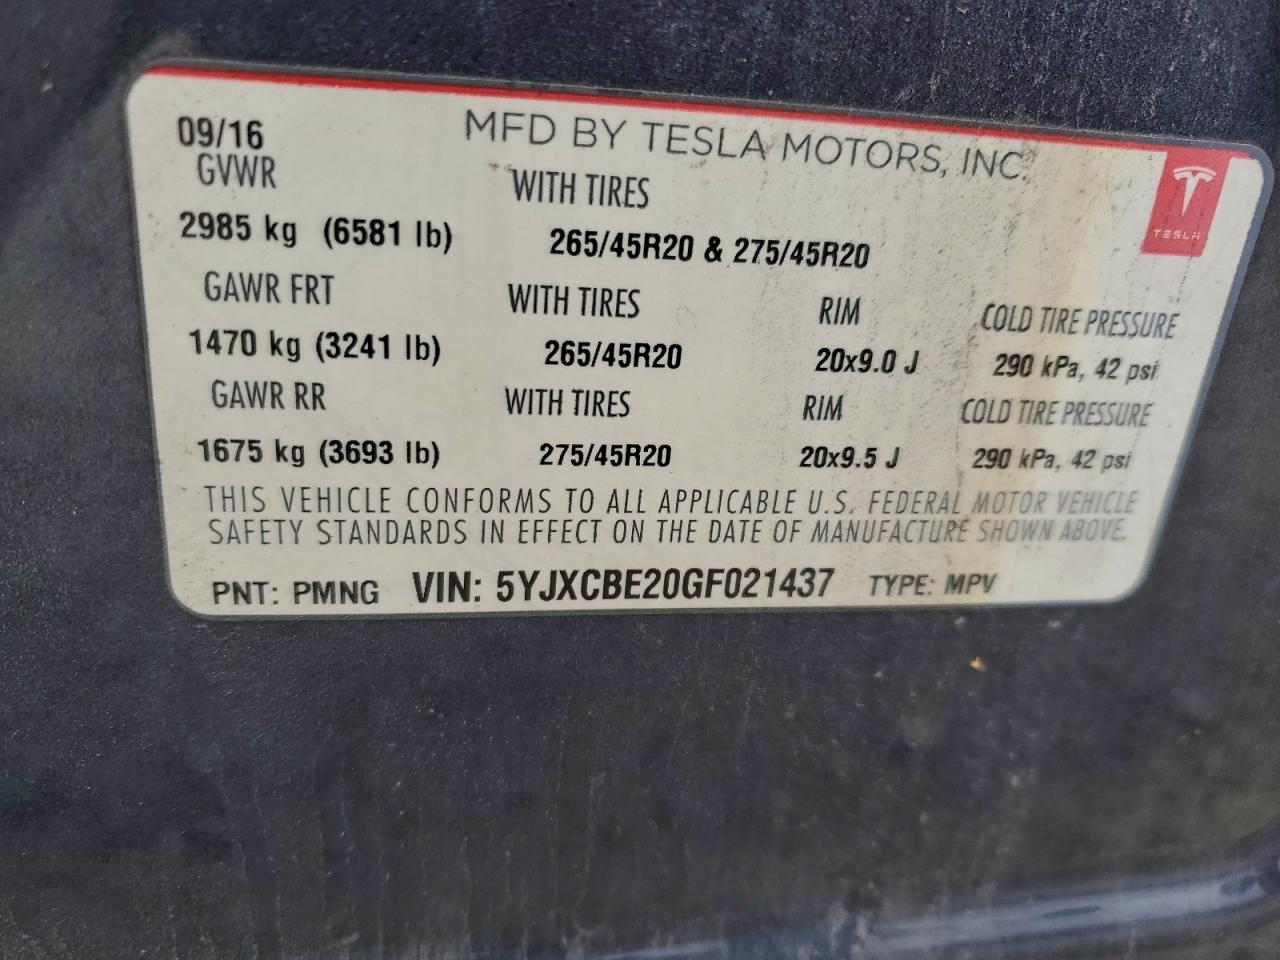 09/16 MFD BY TESLA MOTORS, INC.
GVWR WITH TIRES
2985 kg (6581 lb) 265/45R20 & 275/45R20
TESLA
GAWR FRT WITH TIRES RIM COLD TIRE PRESSURE
1470 kg (3241 lb) 265/45R20 20x9.0 J 290 kPa, 42 psi
GAWR RR WITH TIRES RIM COLD TIRE PRESSURE
1675 kg (3693 lb) 275/45R20 20x9.5 J 290 kPa, 42 psi
THIS VEHICLE CONFORMS TO ALL APPLICABLE U.S. FEDERAL MOTOR VEHICLE
SAFETY STANDARDS IN EFFECT ON THE DATE OF MANUFACTURE SHOWN ABOVE.
PNT: PMNG VIN: 5YJXCBE20GF021437 TYPE: MPV